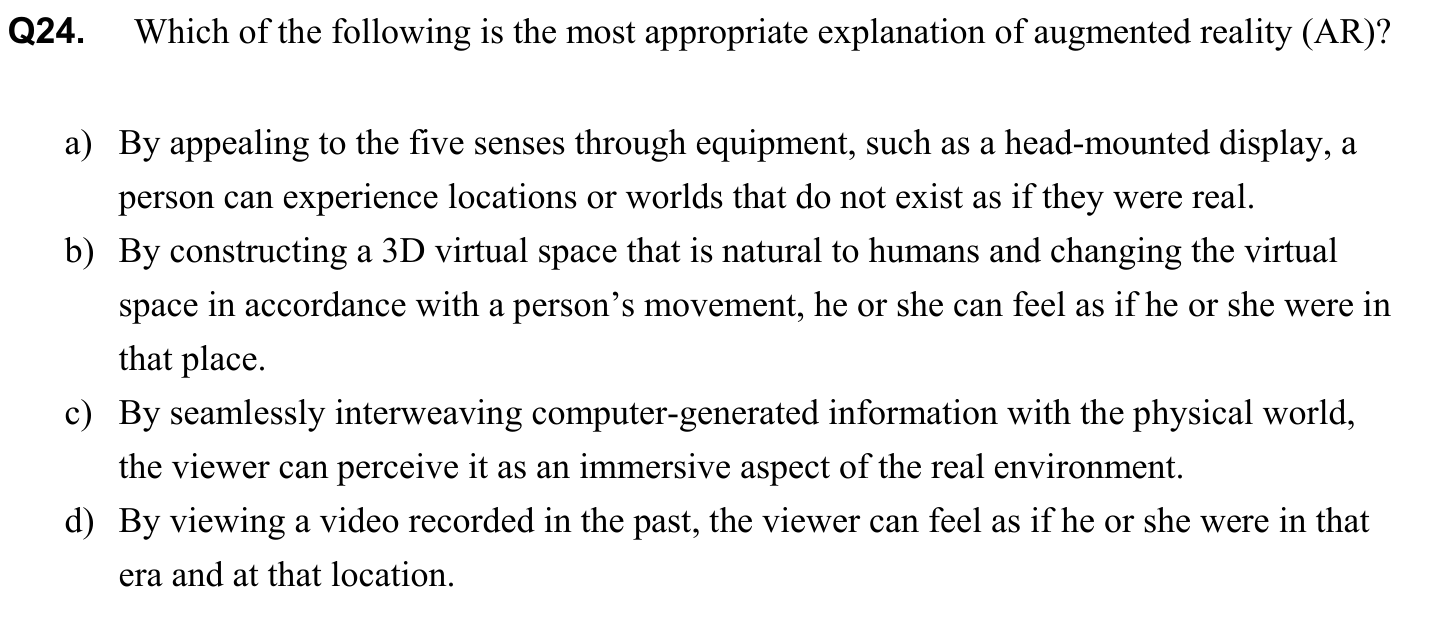 Q24. Which of the following is the most appropriate explanation of augmented reality (AR)?
a) By appealing to the five senses through equipment, such as a head-mounted display, a
person can experience locations or worlds that do not exist as if they were real.
b) By constructing a 3D virtual space that is natural to humans and changing the virtual
space in accordance with a person’s movement, he or she can feel as if he or she were in
that place.
c) By seamlessly interweaving computer-generated information with the physical world,
the viewer can perceive it as an immersive aspect of the real environment.
d) By viewing a video recorded in the past, the viewer can feel as if he or she were in that
era and at that location.